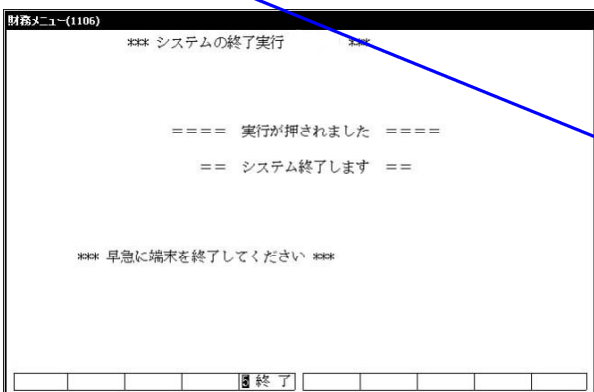 財務メニュー(1106)
*** システムの終了実行 ***
==== 実行が押されました ====
== システム終了します ==
*** 早急に端末を終了してください ***
5 終 了